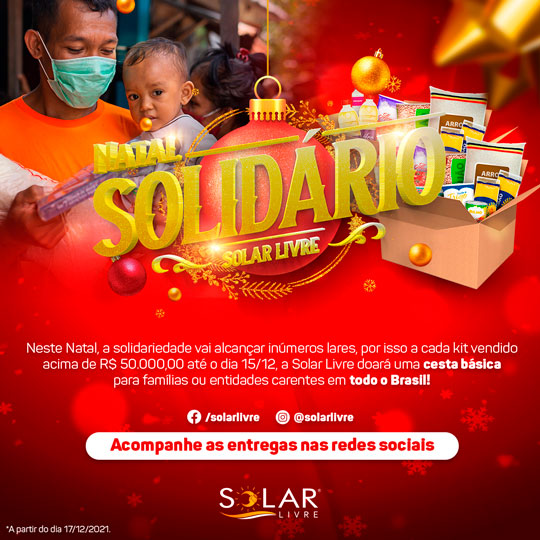 NATAL
SOLIDÁRIO
SOLAR LIVRE
ARROZ
Neste Natal, a solidariedade vai alcançar inúmeros lares, por isso a cada kit vendido
acima de R$ 50.000,00 até o dia 15/12, a Solar Livre doará uma cesta básica
para famílias ou entidades carentes em todo o Brasil!
/solarlivre @solarlivre
Acompanhe as entregas nas redes sociais
SOLAR
LIVRE
*A partir do dia 17/12/2021.